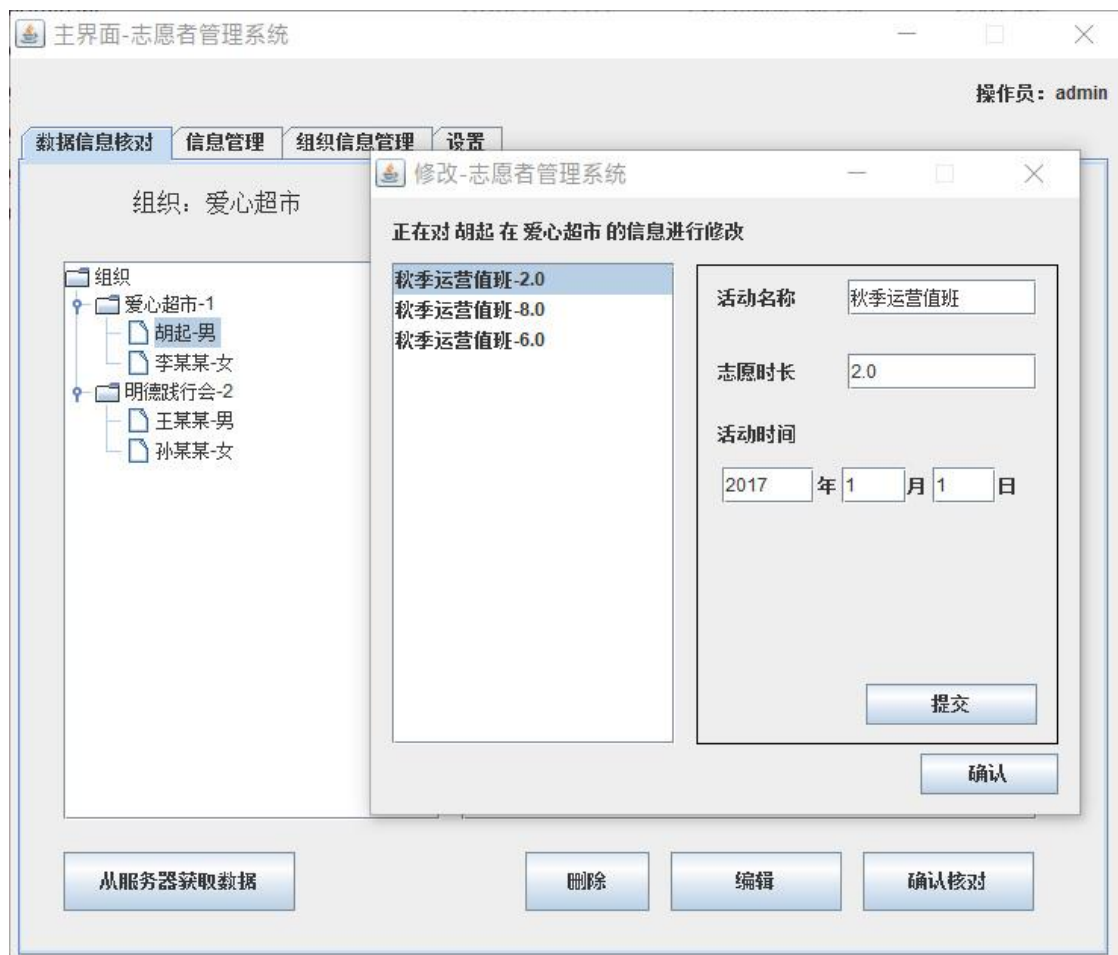 主界面-志愿者管理系统
操作员：admin
数据信息核对 信息管理 组织信息管理 设置
组织：爱心超市
组织
爱心超市-1
胡起-男
李某某-女
明德践行会-2
王某某-男
孙某某-女
修改-志愿者管理系统
正在对 胡起 在 爱心超市 的信息进行修改
秋季运营值班-2.0
秋季运营值班-8.0
秋季运营值班-6.0
活动名称 秋季运营值班
志愿时长 2.0
活动时间
2017 年 1 月 1 日
提交
确认
从服务器获取数据 删除 编辑 确认核对